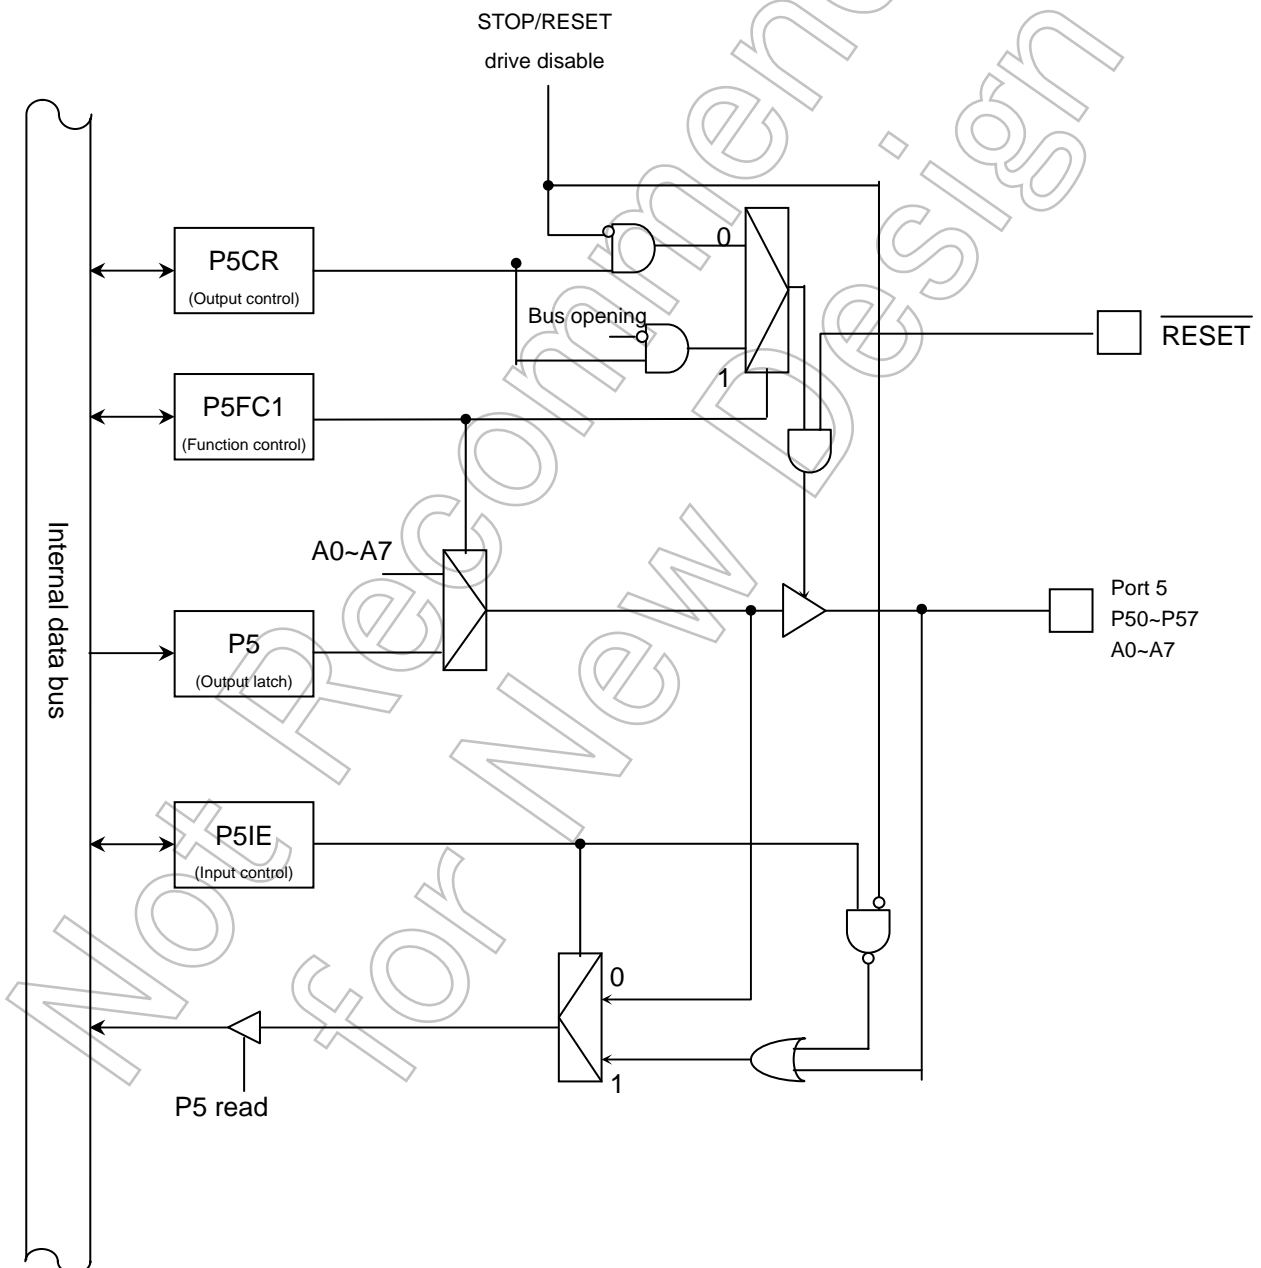 STOP/RESET
drive disable
P5CR
(Output control)
0
Bus opening
1
RESET
P5FC1
(Function control)
A0~A7
Internal data bus
P5
(Output latch)
Port 5
P50~P57
A0~A7
P5IE
(Input control)
0
1
P5 read
Not Recommen
for New Design